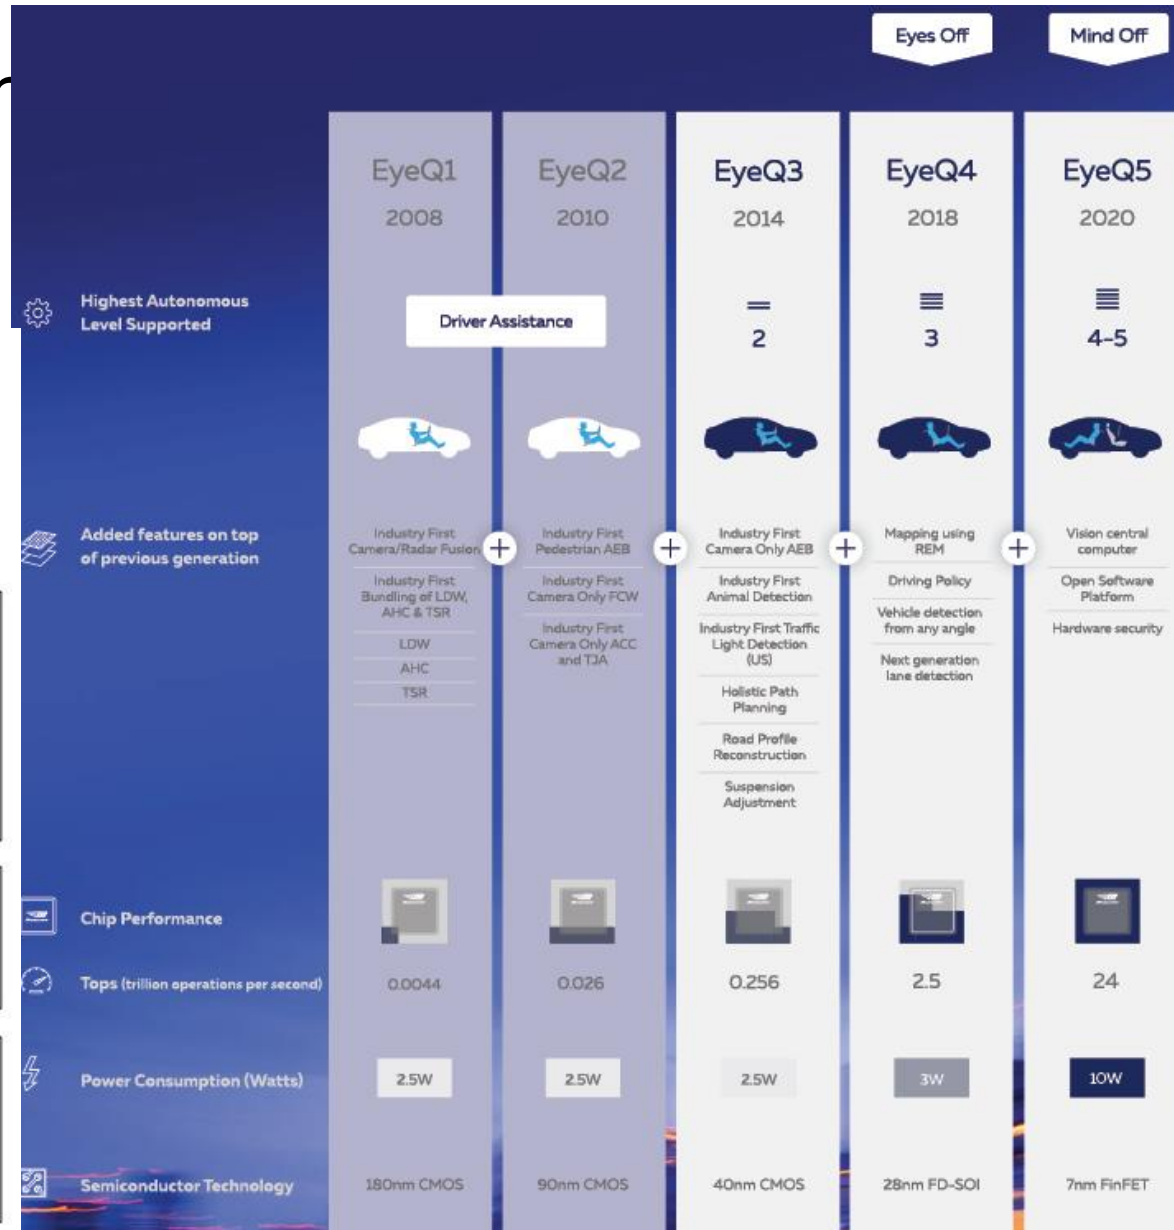 Eyes Off
Mind Off
EyeQ1
EyeQ2
EyeQ3
EyeQ4
EyeQ5
2008
2010
2014
2018
2020
Highest Autonomous
Level Supported
Driver Assistance
2
3
4-5
Added features on top
of previous generation
Industry First
Camera/Radar Fusion
Industry First
Bundling of LDW,
AHC & TSR
LDW
AHC
TSR
+
Industry First
Pedestrian AEB
Industry First
Camera Only FCW
Industry First
Camera Only ACC
and TJA
+
Industry First
Camera Only AEB
Industry First
Animal Detection
Industry First Traffic
Light Detection
(US)
Holistic Path
Planning
Road Profile
Reconstruction
Suspension
Adjustment
+
Mapping using
REM
Driving Policy
Vehicle detection
from any angle
Next generation
lane detection
+
Vision central
computer
Open Software
Platform
Hardware security
Chip Performance
Tops (trillion operations per second)
0.0044
0.026
0.256
2.5
24
Power Consumption (Watts)
2.5W
2.5W
2.5W
3W
10W
Semiconductor Technology
180nm CMOS
90nm CMOS
40nm CMOS
28nm FD-SOI
7nm FinFET